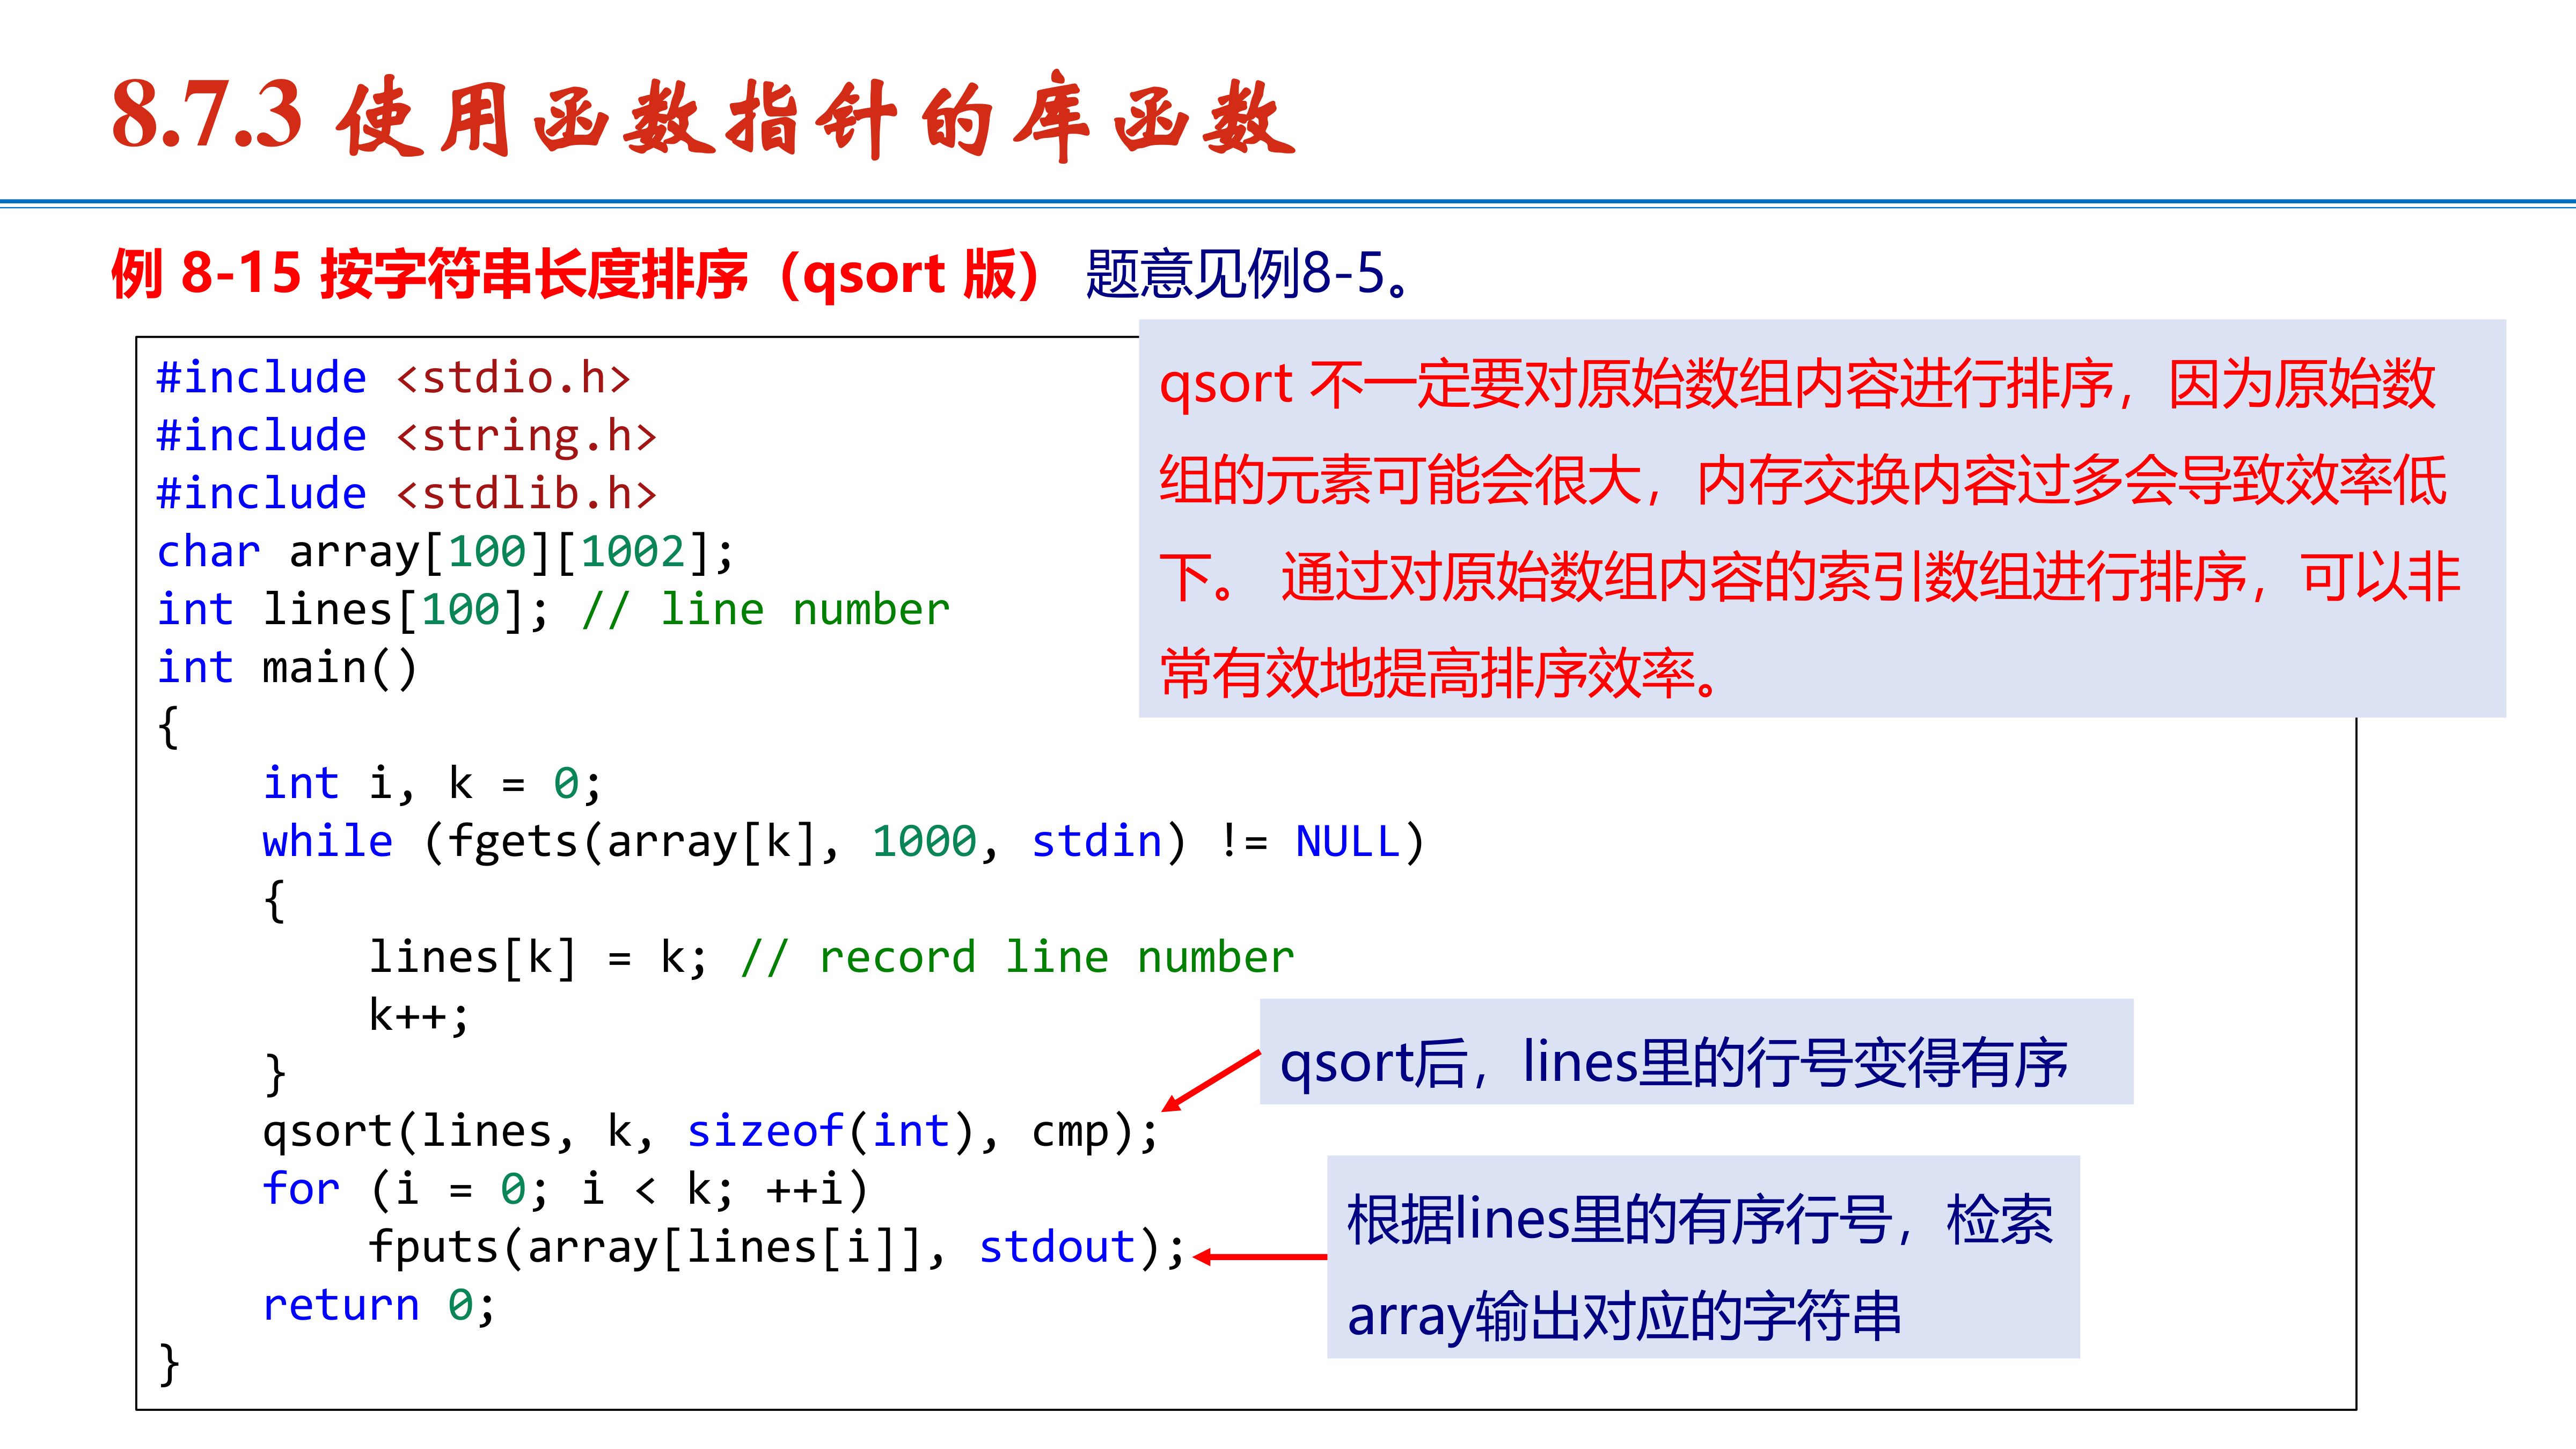 8.7.3 使用函数指针的库函数
例 8-15 按字符串长度排序（qsort 版） 题意见例8-5。
#include <stdio.h>
#include <string.h>
#include <stdlib.h>
char array[100][1002];
int lines[100]; // line number
int main()
{
    int i, k = 0;
    while (fgets(array[k], 1000, stdin) != NULL)
    {
        lines[k] = k; // record line number
        k++;
    }
    qsort(lines, k, sizeof(int), cmp);
    for (i = 0; i < k; ++i)
        fputs(array[lines[i]], stdout);
    return 0;
}
qsort 不一定要对原始数组内容进行排序，因为原始数
组的元素可能会很大，内存交换内容过多会导致效率低
下。 通过对原始数组内容的索引数组进行排序，可以非
常有效地提高排序效率。
qsort后，lines里的行号变得有序
根据lines里的有序行号，检索
array输出对应的字符串